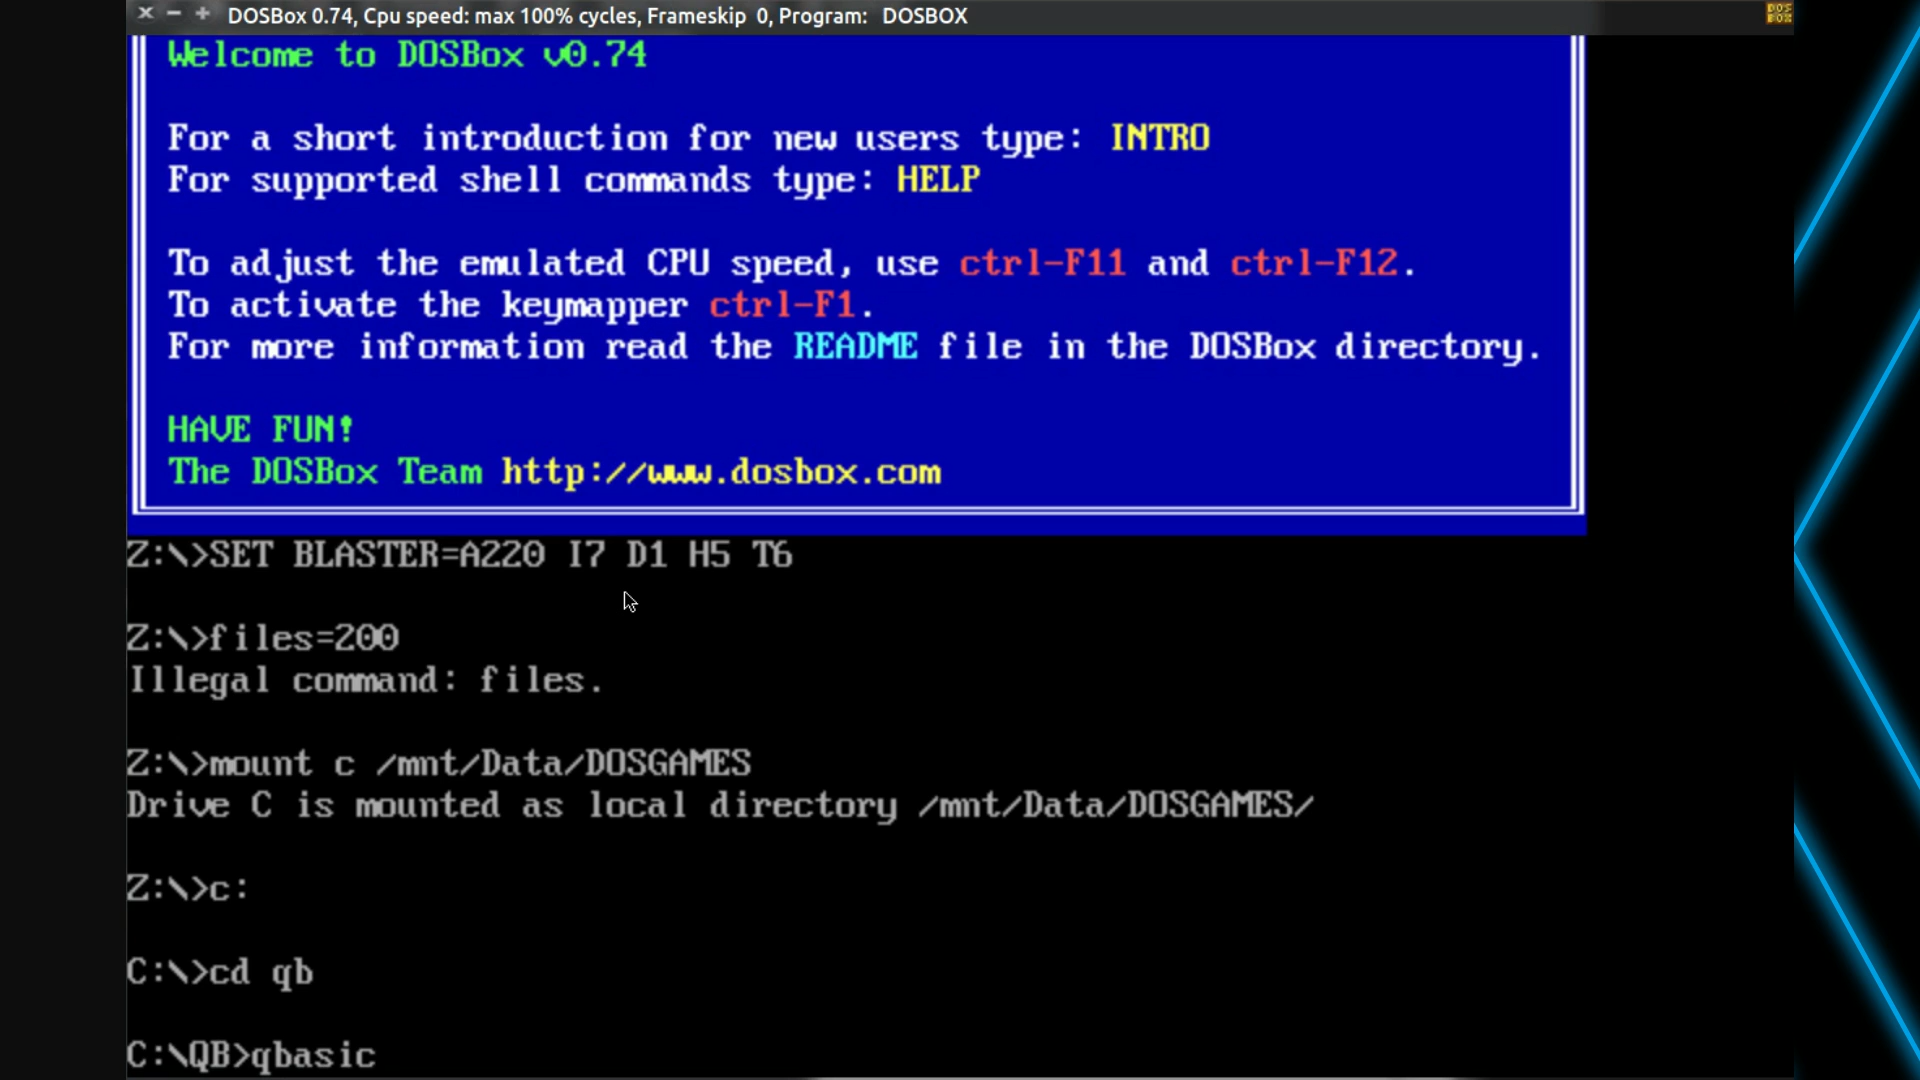 DOSBox 0.74, Cpu speed: max 100% cycles, Frameskip 0, Program: DOSBOX
DOS
BOX
Welcome to DOSBox v0.74
For a short introduction for new users type: INTRO
For supported shell commands type: HELP
To adjust the emulated CPU speed, use ctrl-F11 and ctrl-F12.
To activate the keymapper ctrl-F1.
For more information read the README file in the DOSBox directory.
HAVE FUN!
The DOSBox Team http://www.dosbox.com
Z:\>SET BLASTER=A220 I7 D1 H5 T6
Z:\>files=200
Illegal command: files.
Z:\>mount c /mnt/Data/DOSGAMES
Drive C is mounted as local directory /mnt/Data/DOSGAMES/
Z:\>c:
C:\>cd qb
C:\QB>qbasic